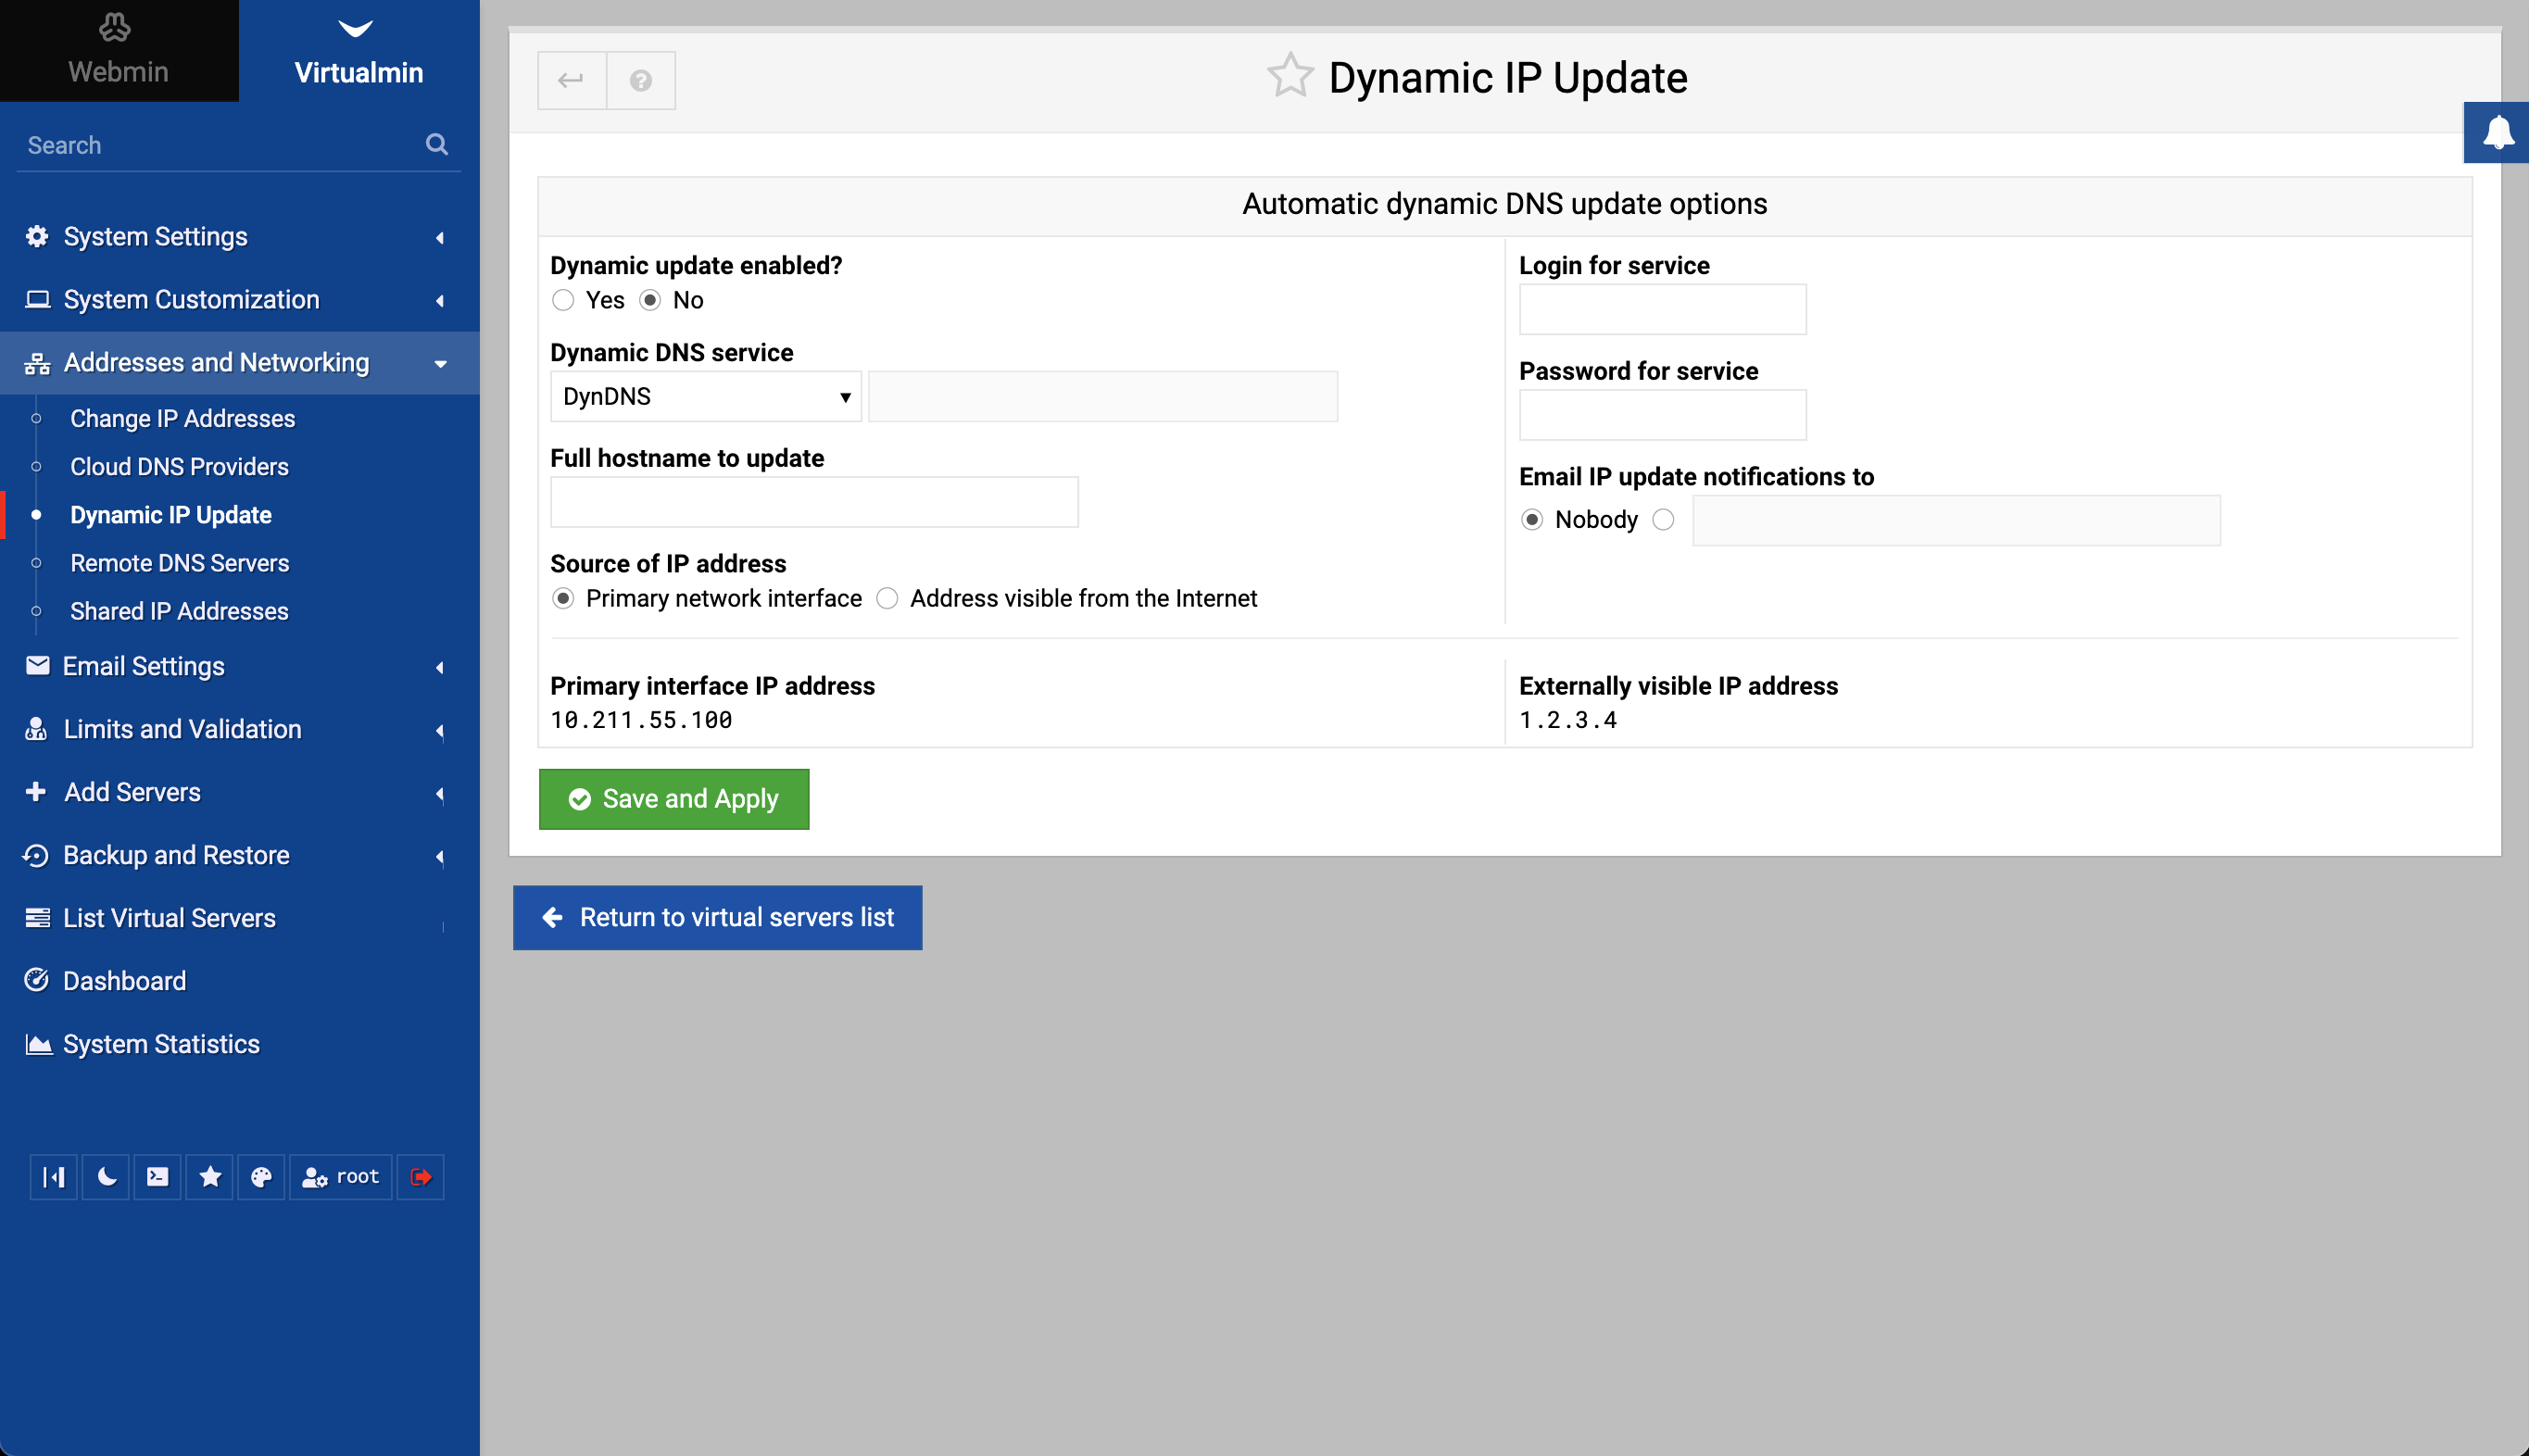 Webmin
Virtualmin
Search
System Settings
System Customization
Addresses and Networking
Change IP Addresses
Cloud DNS Providers
Dynamic IP Update
Remote DNS Servers
Shared IP Addresses
Email Settings
Limits and Validation
Add Servers
Backup and Restore
List Virtual Servers
Dashboard
System Statistics
root
Dynamic IP Update
Automatic dynamic DNS update options
Dynamic update enabled?
Yes No
Dynamic DNS service
DynDNS
Full hostname to update
Source of IP address
Primary network interface Address visible from the Internet
Login for service
Password for service
Email IP update notifications to
Nobody
Primary interface IP address
10.211.55.100
Externally visible IP address
1.2.3.4
Save and Apply
Return to virtual servers list